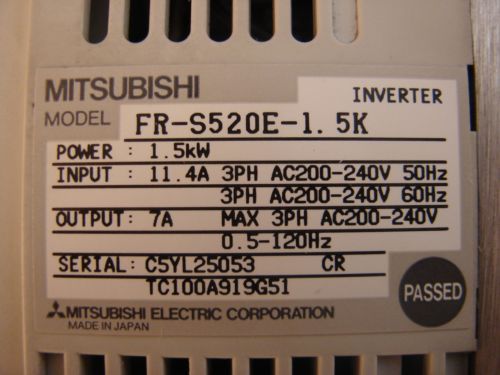 MITSUBISHI INVERTER
MODEL FR-S520E-1.5K
POWER : 1.5kW
INPUT : 11.4A 3PH AC200-240V 50Hz
3PH AC200-240V 60Hz
OUTPUT: 7A MAX 3PH AC200-240V
0.5-120Hz
SERIAL: C5YL25053 CR
TC100A919G51
PASSED
MITSUBISHI ELECTRIC CORPORATION
MADE IN JAPAN